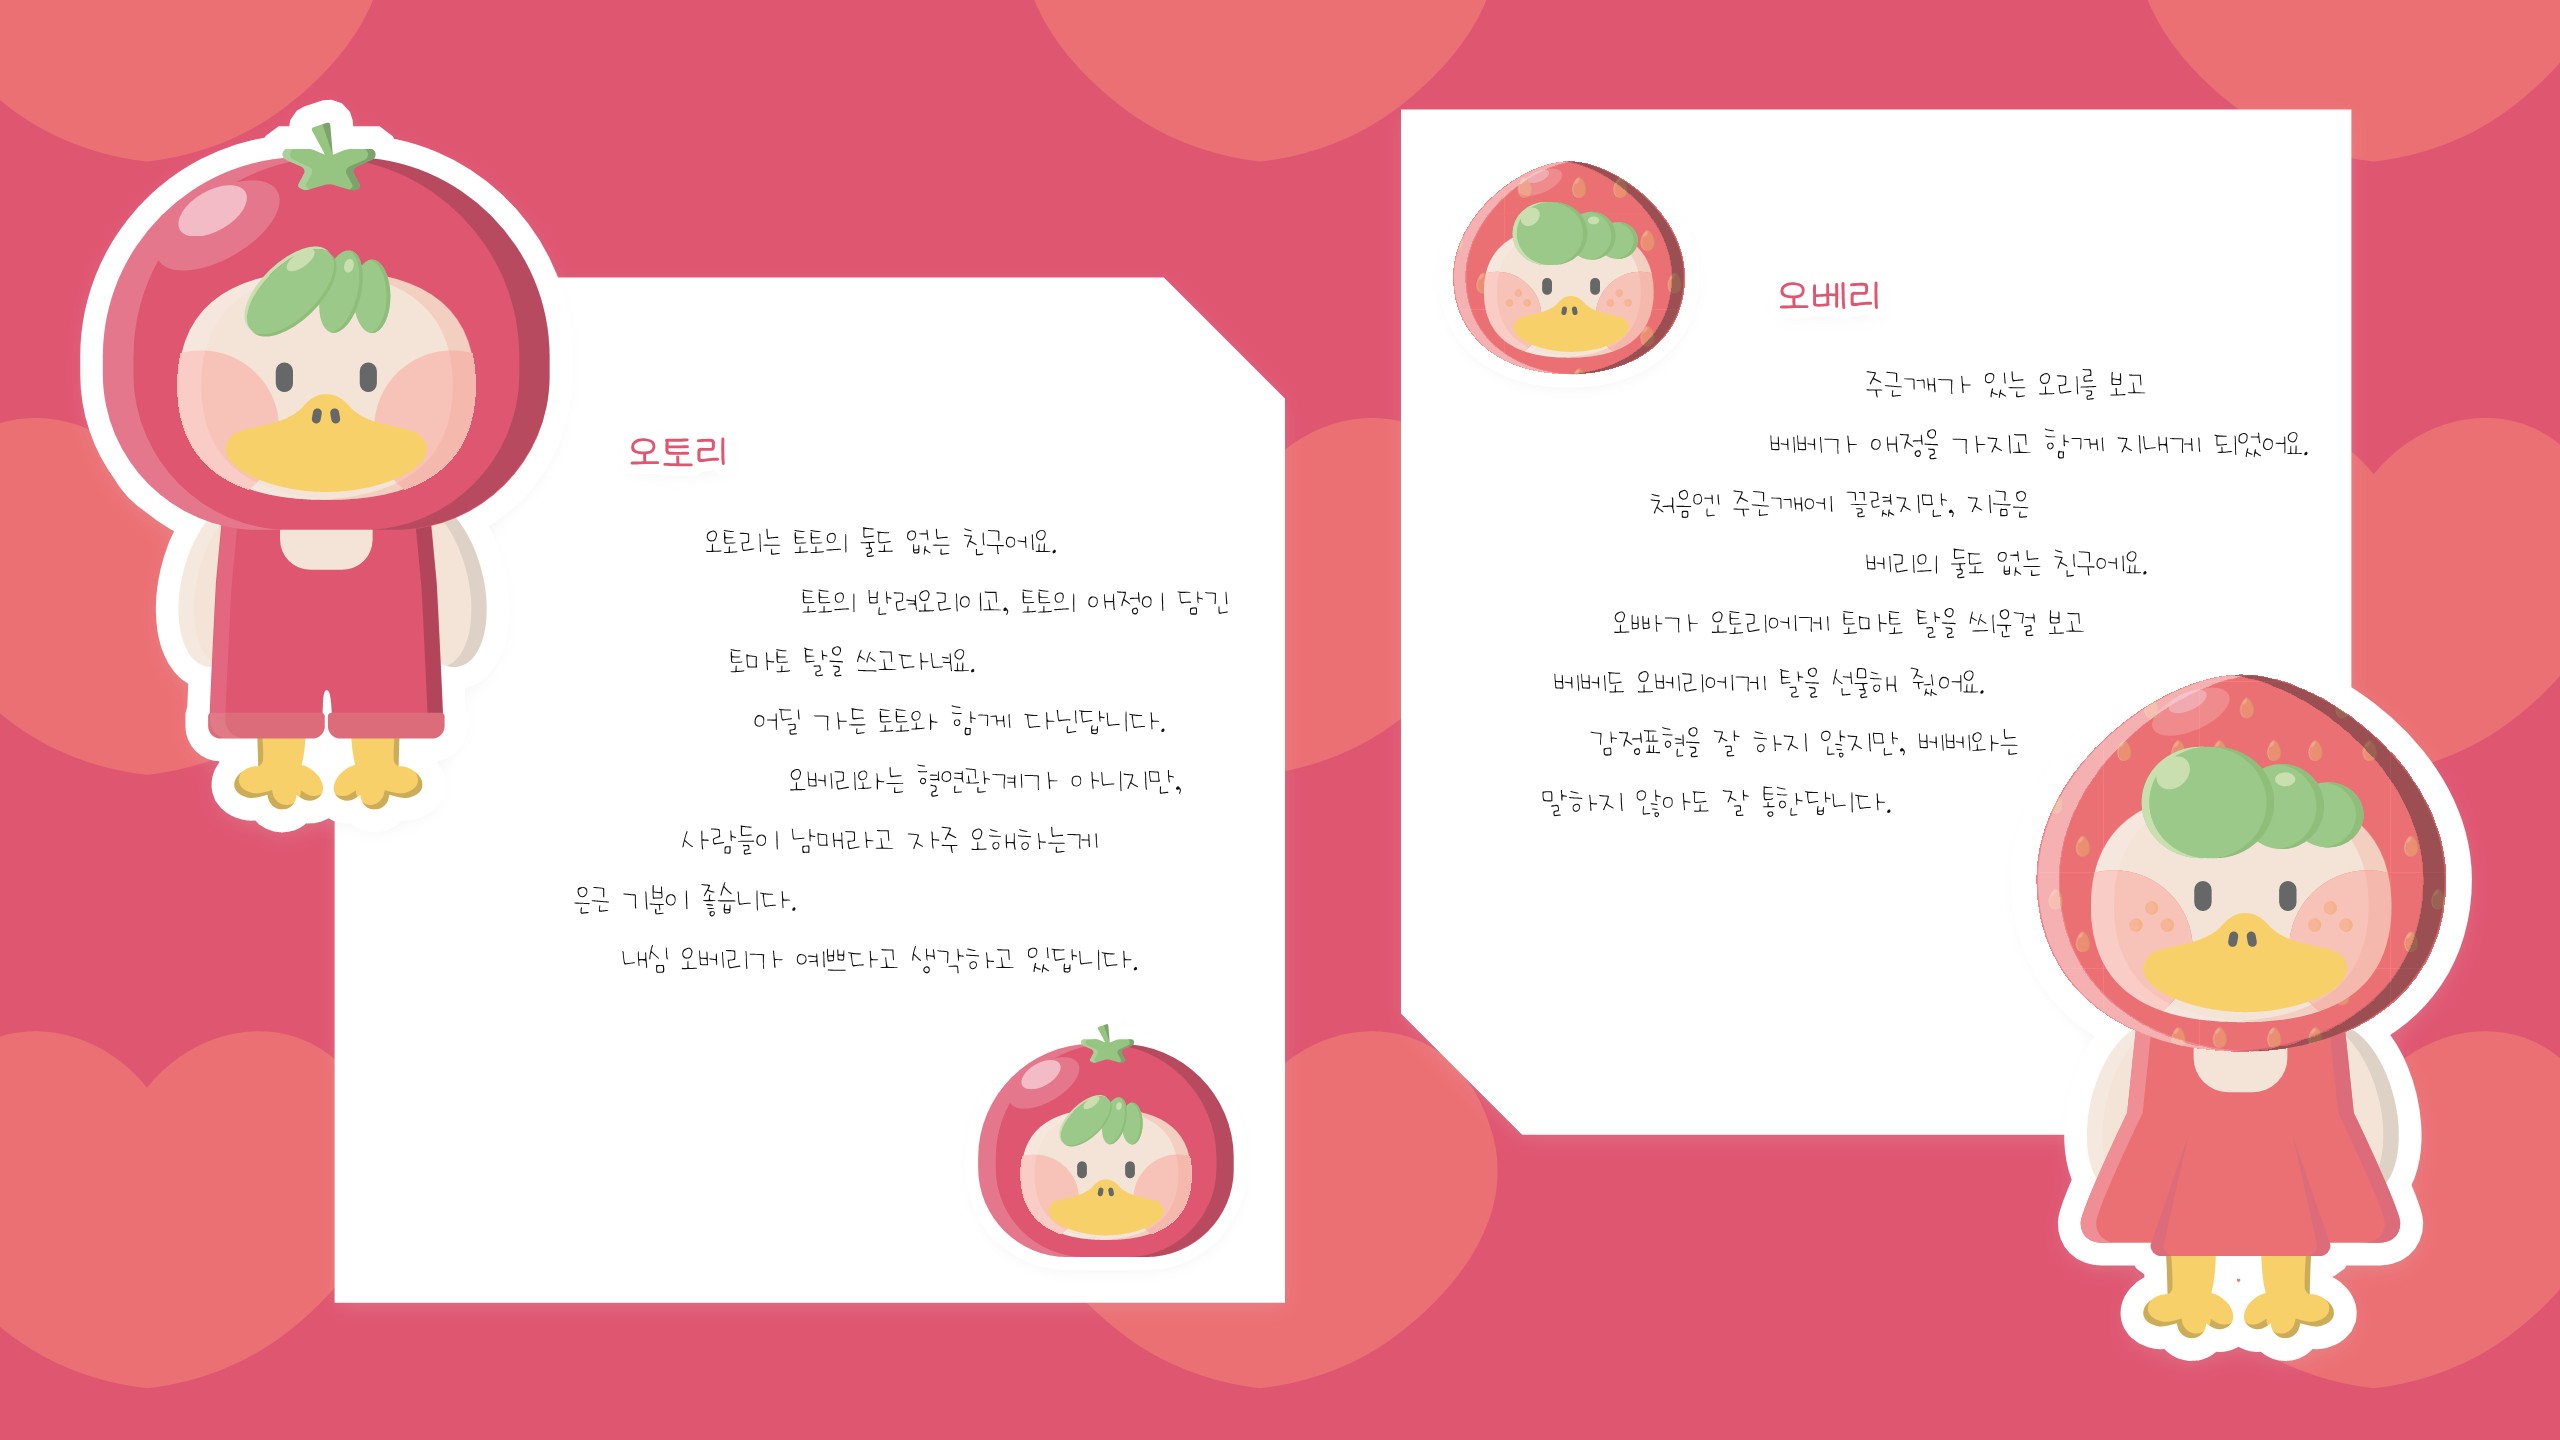 오토리
오토리는 토토의 둘도 없는 친구에요.
토토의 반려오리이고, 토토의 애정이 담긴
토마토 탈을 쓰고다녀요.
어딜 가든 토토와 함께 다닌답니다.
오베리와는 혈연관계가 아니지만,
사람들이 남매라고 자주 오해하는게
은근 기분이 좋습니다.
내심 오베리가 예쁘다고 생각하고 있답니다.
오베리
주근깨가 있는 오리를 보고
베베가 애정을 가지고 함께 지내게 되었어요.
처음엔 주근깨에 끌렸지만, 지금은
베리의 둘도 없는 친구에요.
오빠가 오토리에게 토마토 탈을 씌운걸 보고
베베도 오베리에게 탈을 선물해 줬어요.
감정표현을 잘 하지 않지만, 베베와는
말하지 않아도 잘 통한답니다.